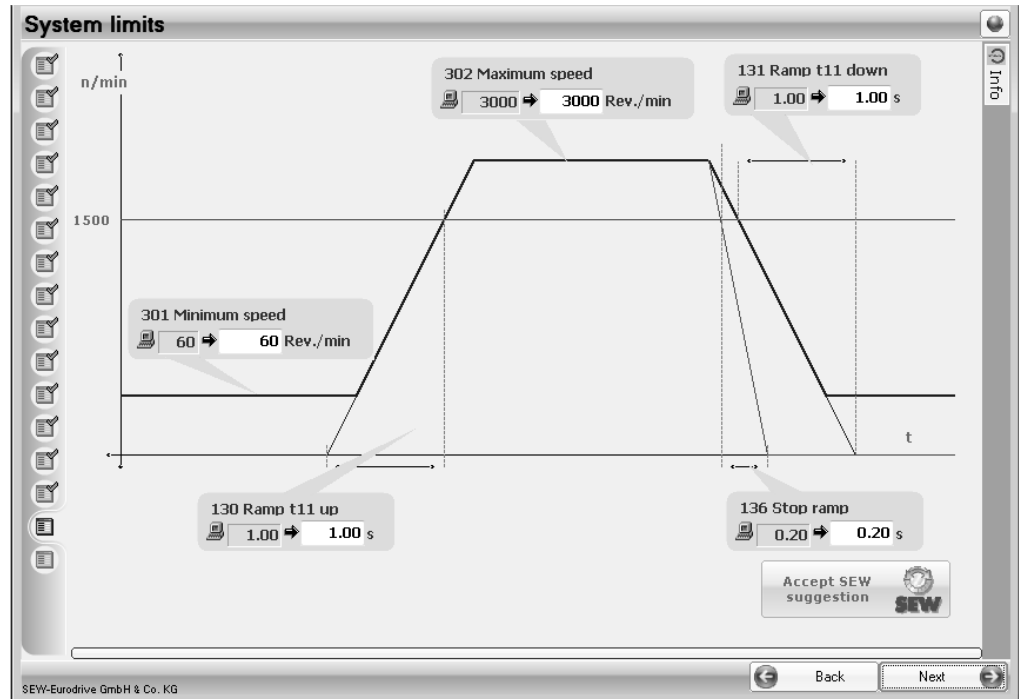 System limits
n/min
302 Maximum speed
3000 3000 Rev./min
131 Ramp t11 down
1.00 1.00 s
Info
1500
301 Minimum speed
60 60 Rev./min
t
130 Ramp t11 up
1.00 1.00 s
136 Stop ramp
0.20 0.20 s
Accept SEW
suggestion
SEW
Back
Next
SEW-Eurodrive GmbH & Co. KG